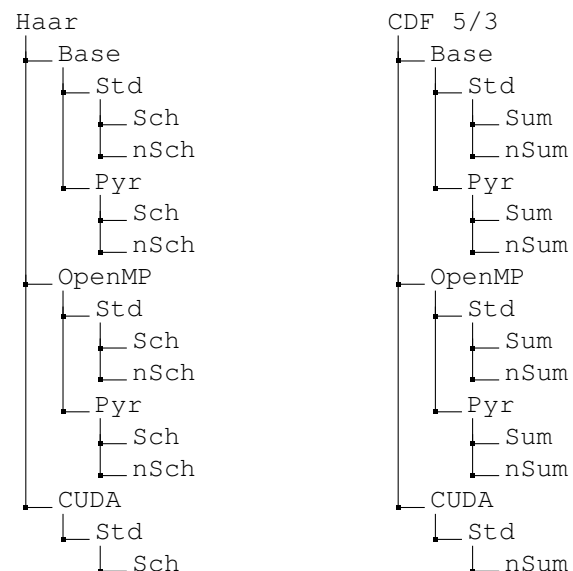 Haar
Base
Std
Sch
nSch
Pyr
Sch
nSch
OpenMP
Std
Sch
nSch
Pyr
Sch
nSch
CUDA
Std
Sch
CDF 5/3
Base
Std
Sum
nSum
Pyr
Sum
nSum
OpenMP
Std
Sum
nSum
Pyr
Sum
nSum
CUDA
Std
nSum